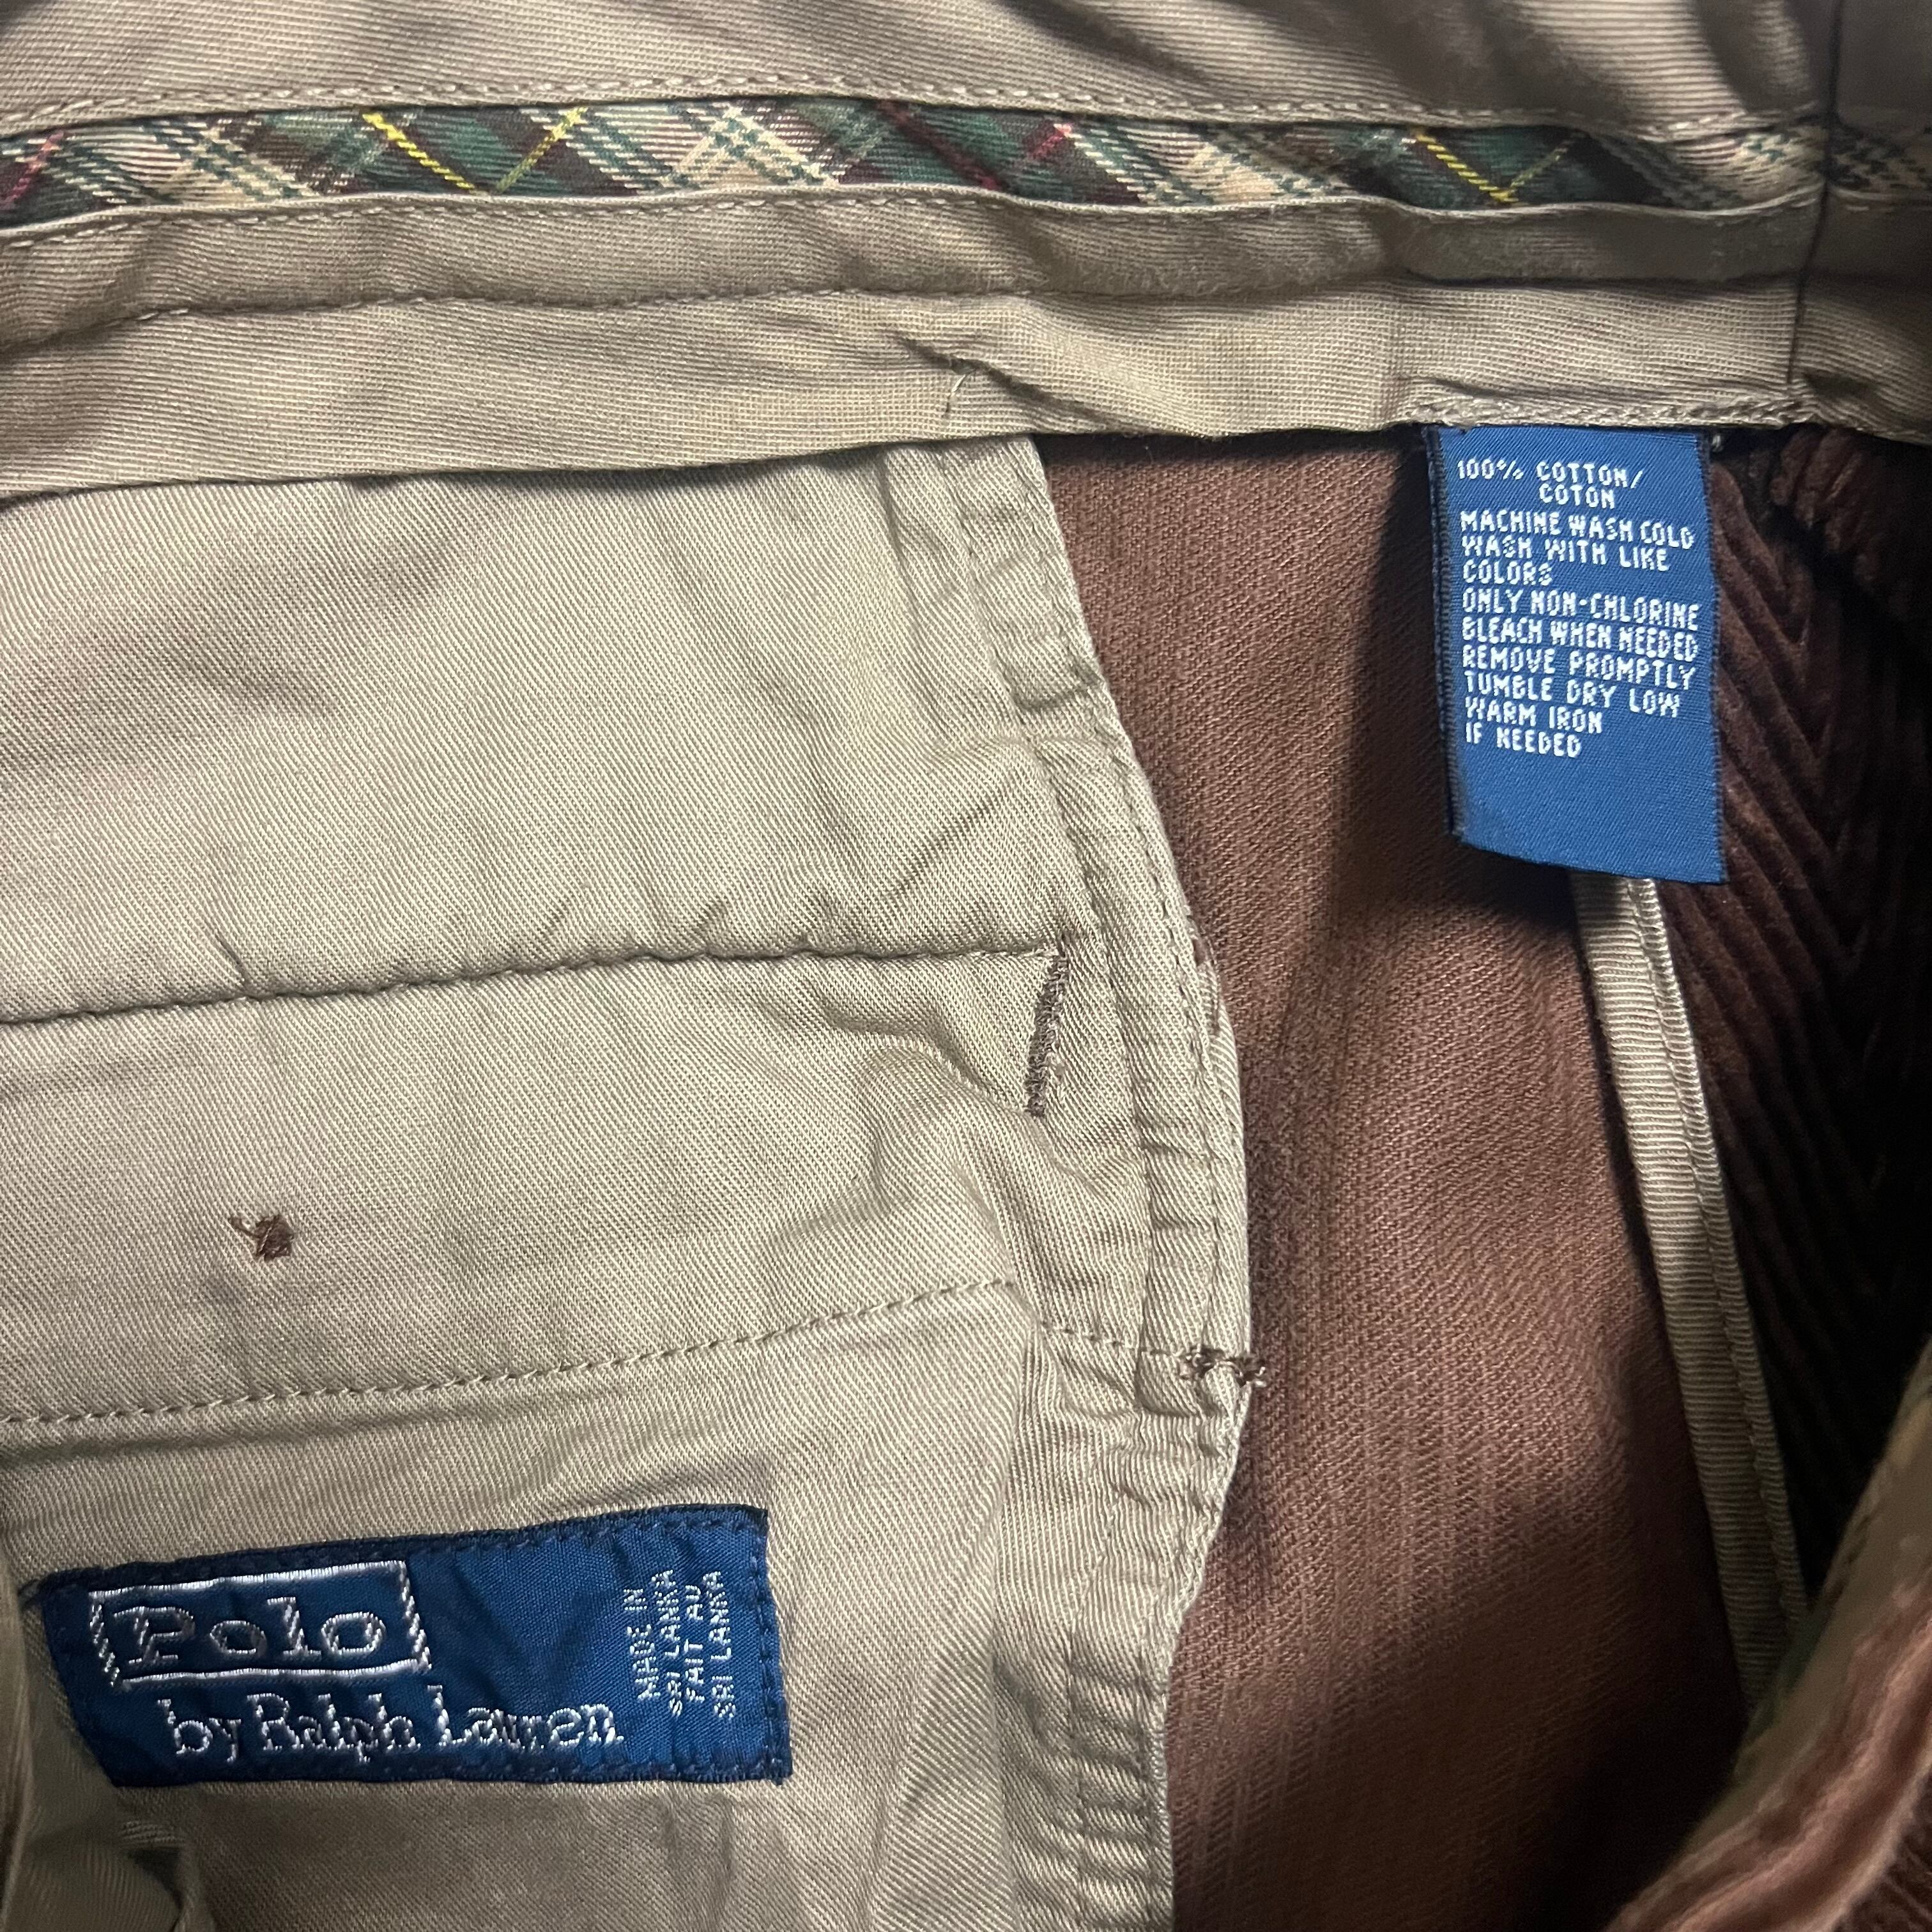 100% COTTON/
COTON
MACHINE WASH COLD
WASH WITH LIKE
COLORS
ONLY NON-CHLORINE
BLEACH WHEN NEEDED
REMOVE PROMPTLY
TUMBLE DRY LOW
WARM IRON
IF NEEDED
Polo
by Ralph Lauren
MADE IN
SRI LANKA
FAIT AU
SRI LANKA